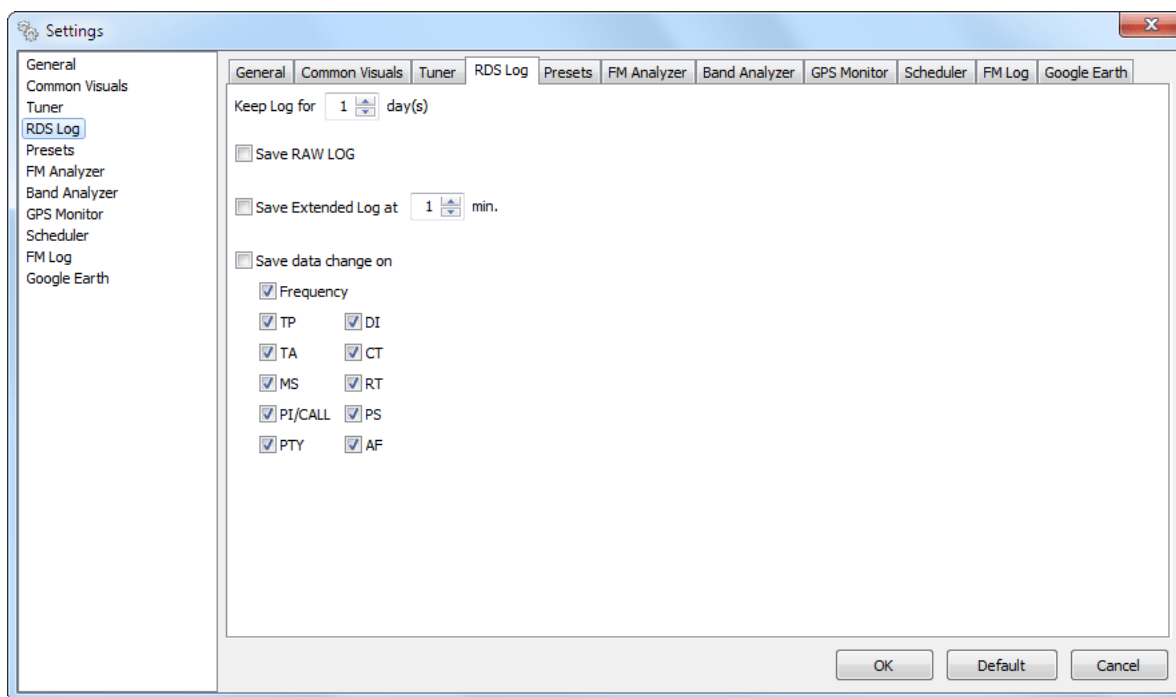 Settings
General
Common Visuals
Tuner
RDS Log
Presets
FM Analyzer
Band Analyzer
GPS Monitor
Scheduler
FM Log
Google Earth
General Common Visuals Tuner RDS Log Presets FM Analyzer Band Analyzer GPS Monitor Scheduler FM Log Google Earth
Keep Log for 1 day(s)
Save RAW LOG
Save Extended Log at 1 min.
Save data change on
Frequency
TP DI
TA CT
MS RT
PI/CALL PS
PTY AF
OK Default Cancel